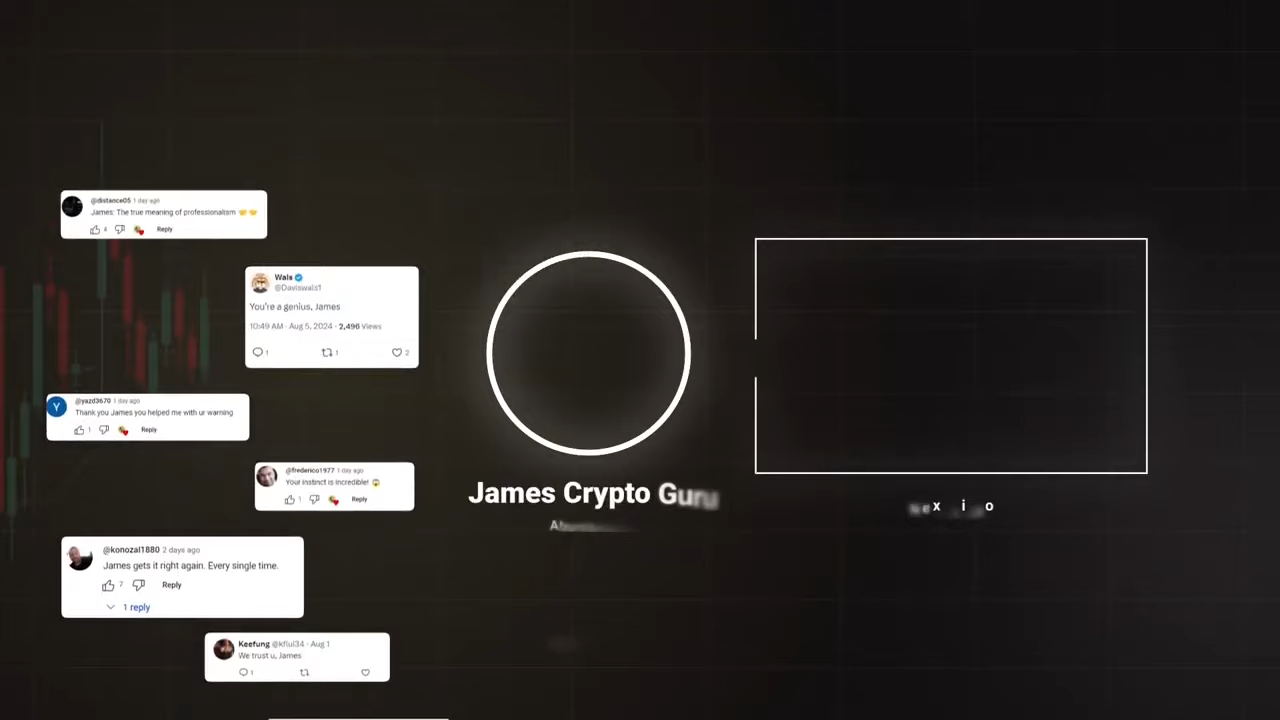 @distance05 1 day ago
James: The true meaning of professionalism 🤝 🤝
4 Reply
Wals
@Daviswals1
You're a genius, James
10:49 AM · Aug 5, 2024 · 2,496 Views
1 1 2
@yazd3670 1 day ago
Thank you James you helped me with ur warning
1 Reply
@frederico1977 1 day ago
Your instinct is incredible! 😱
1 Reply
@konozal1880 2 days ago
James gets it right again. Every single time.
7 Reply
1 reply
Keefung @kflui34 · Aug 1
We trust u, James
1
Y
James Crypto Guru